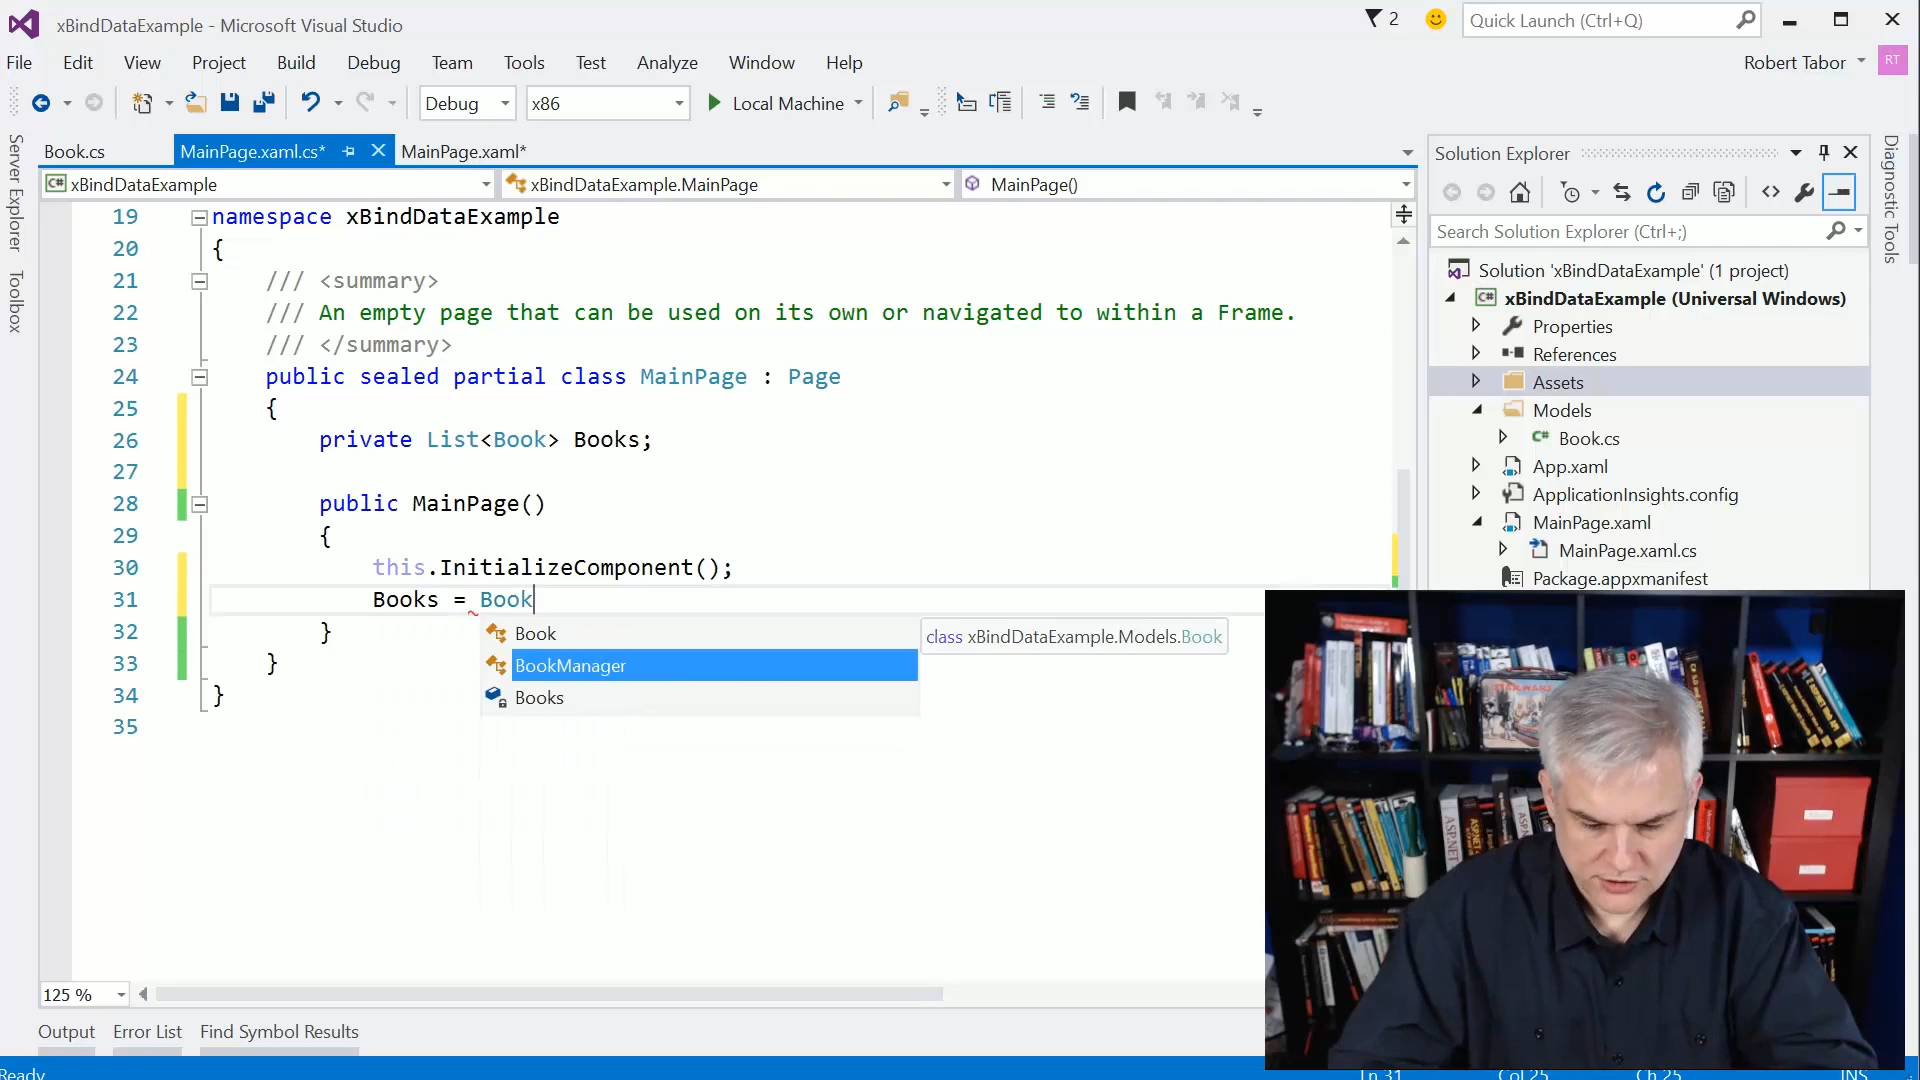 xBindDataExample - Microsoft Visual Studio
2
Quick Launch (Ctrl+Q)
File Edit View Project Build Debug Team Tools Test Analyze Window Help
Robert Tabor
RT
Debug
x86
Local Machine
Server Explorer
Toolbox
Book.cs
MainPage.xaml.cs*
MainPage.xaml*
C# xBindDataExample
xBindDataExample.MainPage
MainPage()
19 namespace xBindDataExample
20 {
21 /// <summary>
22 /// An empty page that can be used on its own or navigated to within a Frame.
23 /// </summary>
24 public sealed partial class MainPage : Page
25 {
26 private List<Book> Books;
27
28 public MainPage()
29 {
30 this.InitializeComponent();
31 Books = Book
32 }
33 }
34 }
35
Book
BookManager
Books
class xBindDataExample.Models.Book
125 %
Output Error List Find Symbol Results
Ready
Ln 31 Col 25 Ch 25 INS
Solution Explorer
Search Solution Explorer (Ctrl+;)
Solution 'xBindDataExample' (1 project)
C# xBindDataExample (Universal Windows)
Properties
References
Assets
Models
C# Book.cs
App.xaml
ApplicationInsights.config
MainPage.xaml
MainPage.xaml.cs
Package.appxmanifest
Diagnostic Tools
STAR WARS